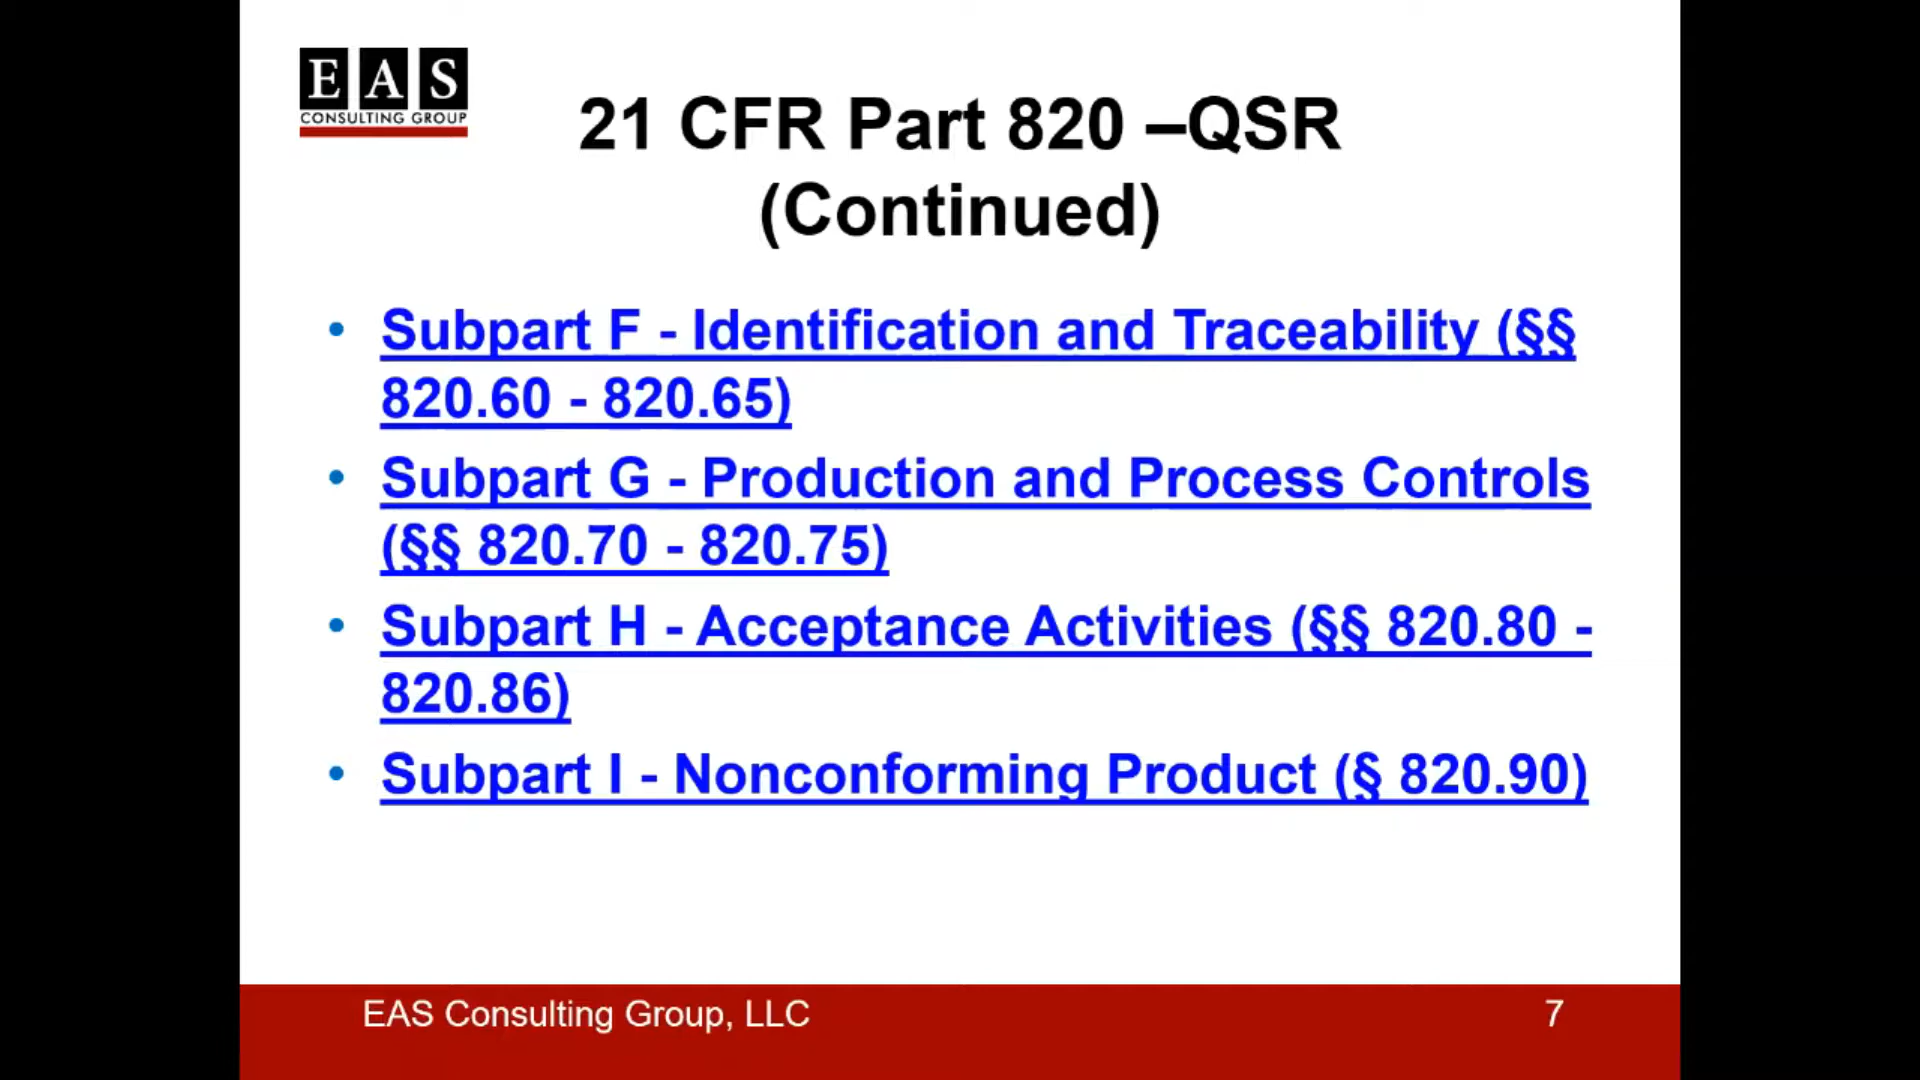 EAS
CONSULTING GROUP
21 CFR Part 820 –QSR
(Continued)
• Subpart F - Identification and Traceability (§§
820.60 - 820.65)
• Subpart G - Production and Process Controls
(§§ 820.70 - 820.75)
• Subpart H - Acceptance Activities (§§ 820.80 -
820.86)
• Subpart I - Nonconforming Product (§ 820.90)
EAS Consulting Group, LLC
7